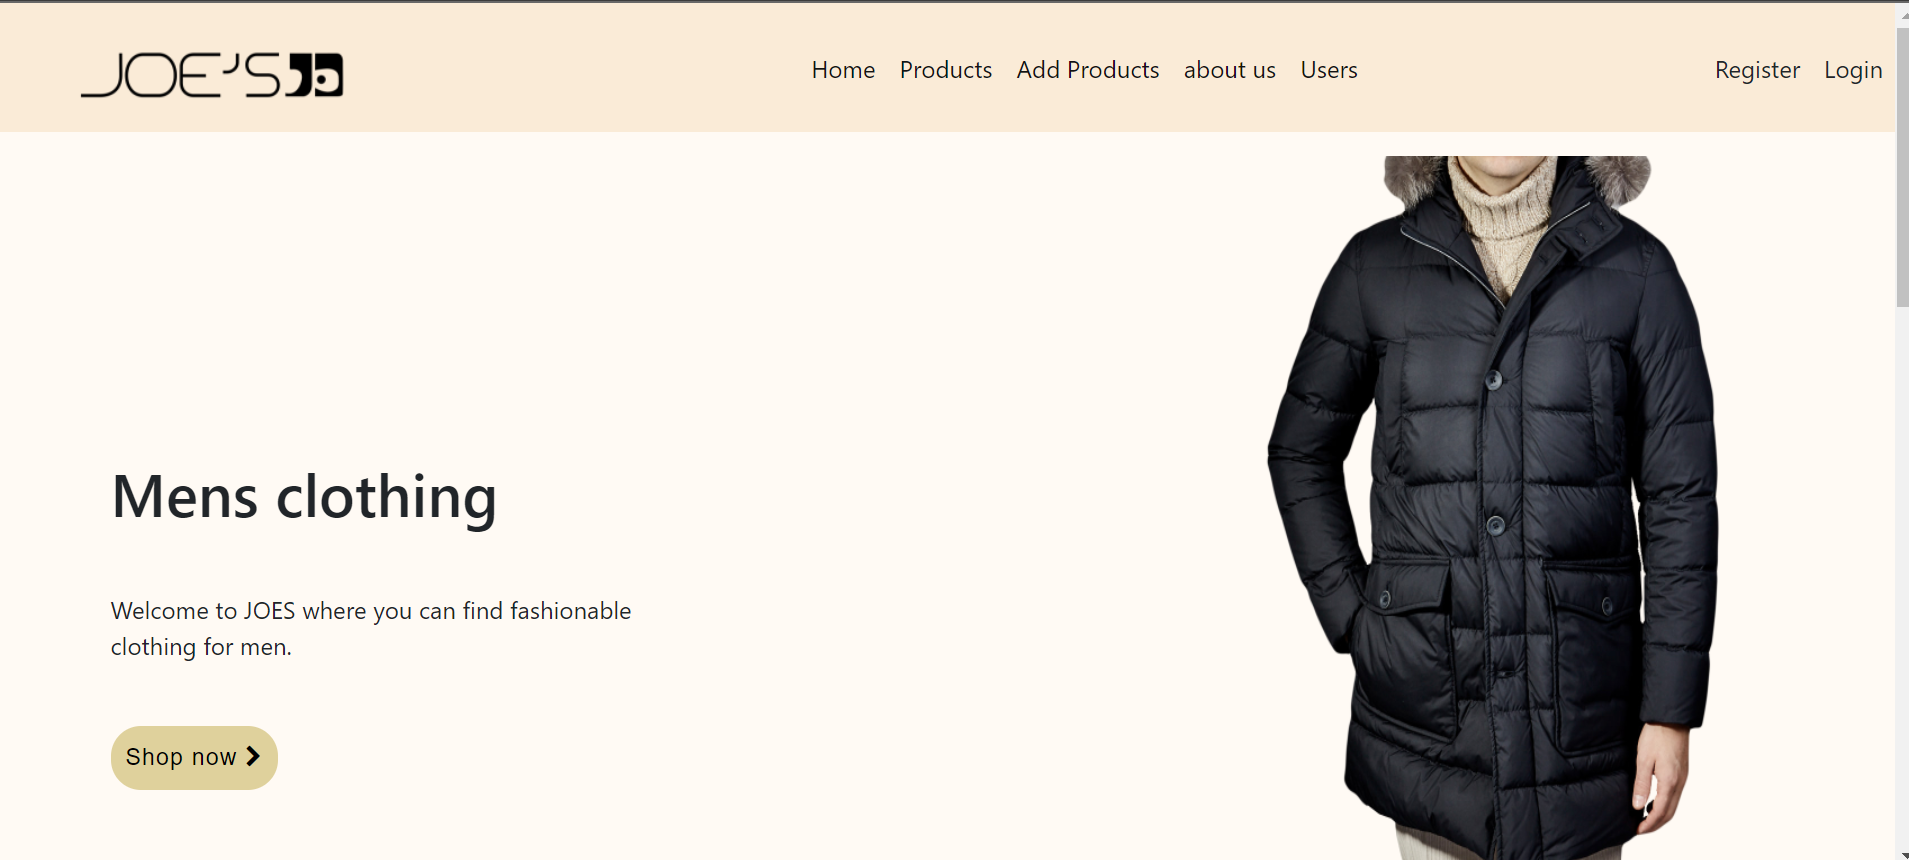 JOE'S
Home Products Add Products about us Users
Register Login
Mens clothing
Welcome to JOES where you can find fashionable
clothing for men.
Shop now